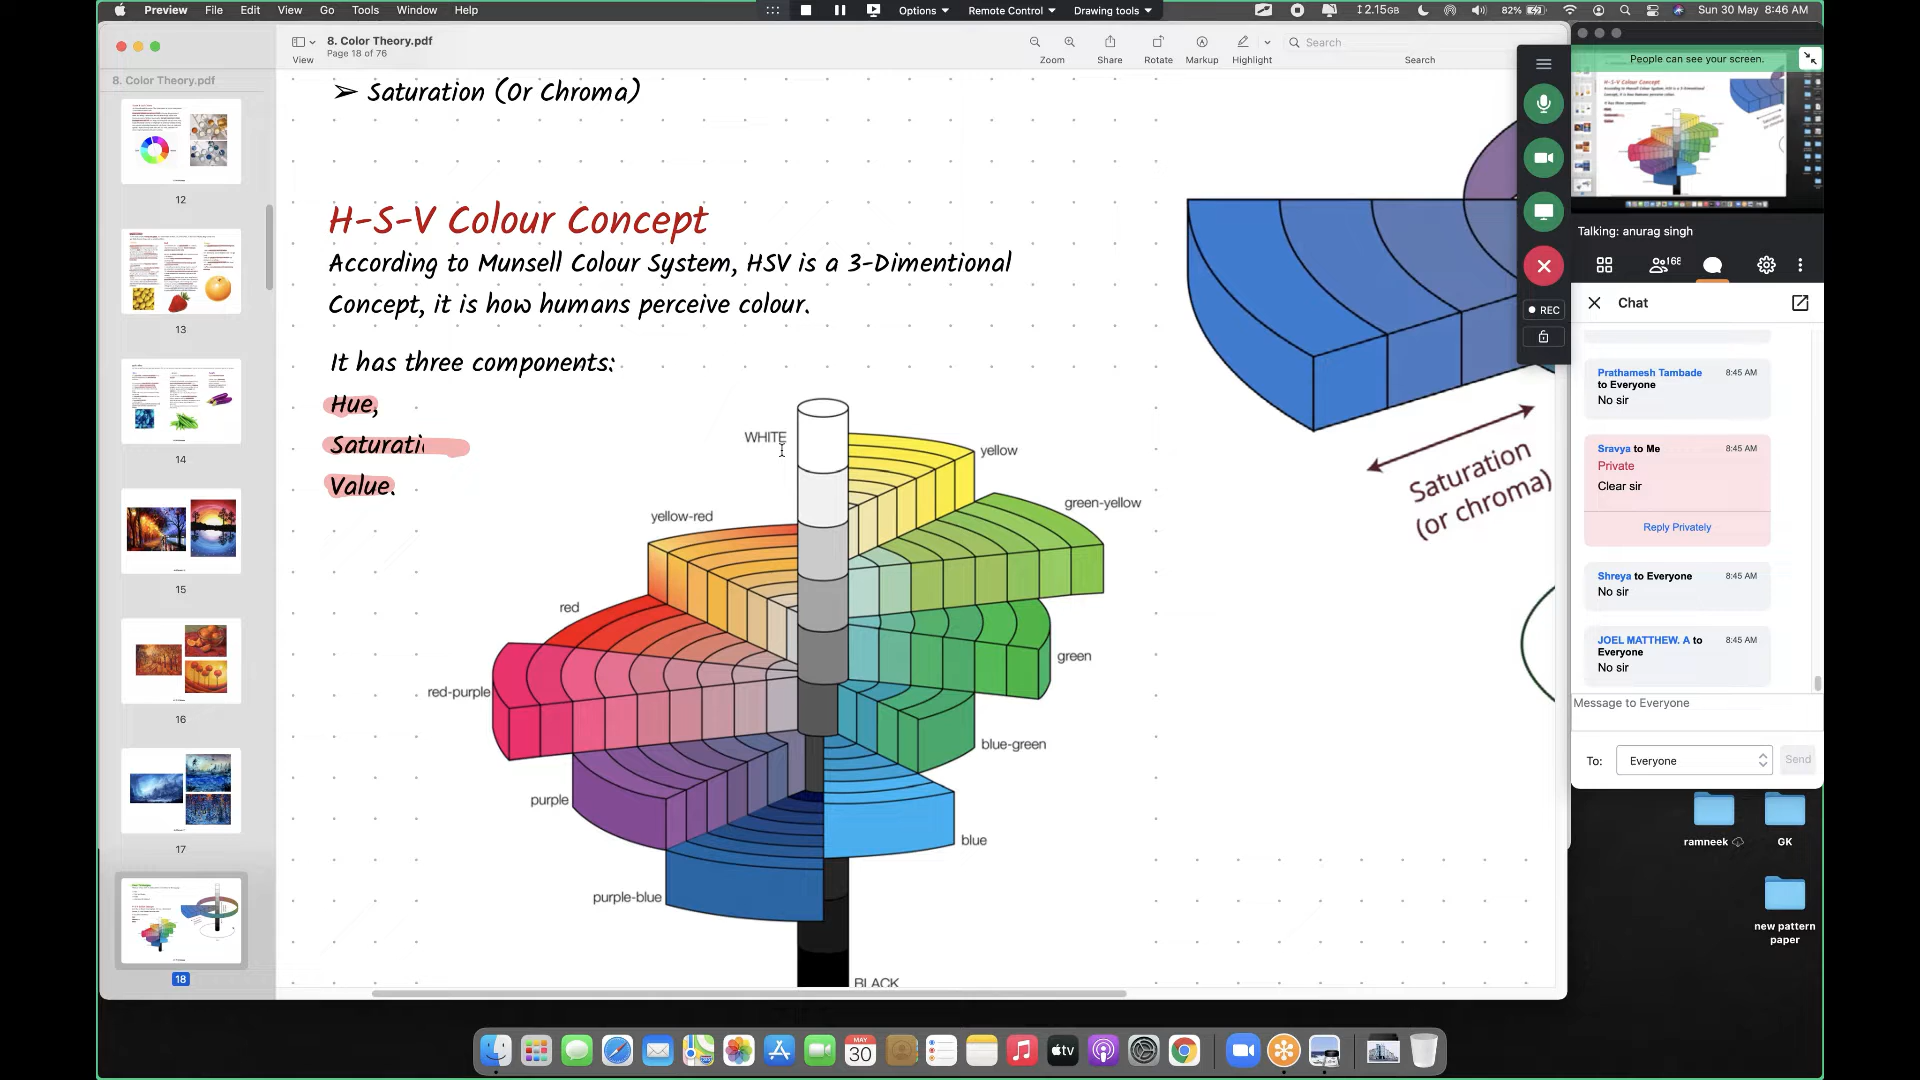 Preview File Edit View Go Tools Window Help
Options Remote Control Drawing tools
2.15GB 82% Sun 30 May 8:46 AM
8. Color Theory.pdf
Page 18 of 76
View
Zoom Share Rotate Markup Highlight Search
Search
8. Color Theory.pdf
12
13
14
15
16
17
18
➢ Saturation (Or Chroma)
H-S-V Colour Concept
According to Munsell Colour System, HSV is a 3-Dimentional
Concept, it is how humans perceive colour.
It has three components:
Hue,
Saturati
Value.
WHITE
yellow
green-yellow
yellow-red
red
green
red-purple
blue-green
purple
blue
purple-blue
BLACK
Saturation
(or chroma)
REC
People can see your screen.
Talking: anurag singh
168
Chat
Prathamesh Tambade 8:45 AM
to Everyone
No sir
Sravya to Me 8:45 AM
Private
Clear sir
Reply Privately
Shreya to Everyone 8:45 AM
No sir
JOEL MATTHEW. A to 8:45 AM
Everyone
No sir
Message to Everyone
To: Everyone Send
ramneek GK
new pattern
paper
MAY
30
tv